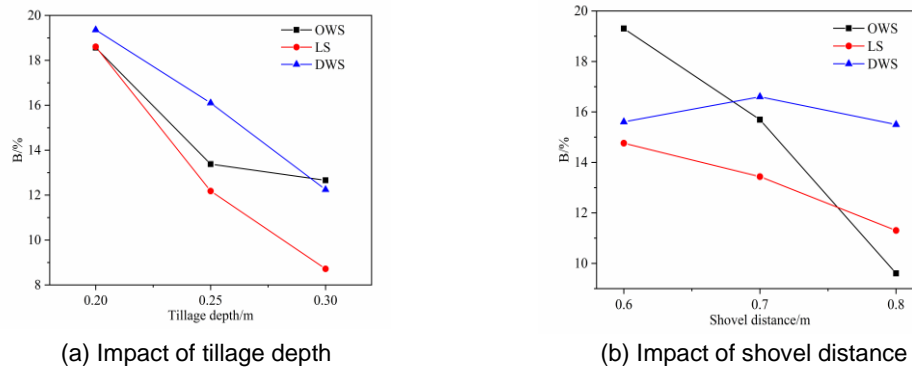 20
18
16
14
12
10
8
B/%
0.20
0.25
0.30
Tillage depth/m
OWS
LS
DWS
(a) Impact of tillage depth
20
18
16
14
12
10
B/%
0.6
0.7
0.8
Shovel distance/m
OWS
LS
DWS
(b) Impact of shovel distance